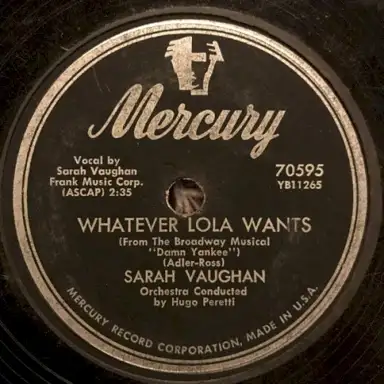 Mercury
Vocal by
Sarah Vaughan
Frank Music Corp.
(ASCAP) 2:35
70595
YB11265
WHATEVER LOLA WANTS
(From The Broadway Musical
"Damn Yankee")
(Adler-Ross)
SARAH VAUGHAN
Orchestra Conducted
by Hugo Peretti
MERCURY RECORD CORPORATION, MADE IN U.S.A.